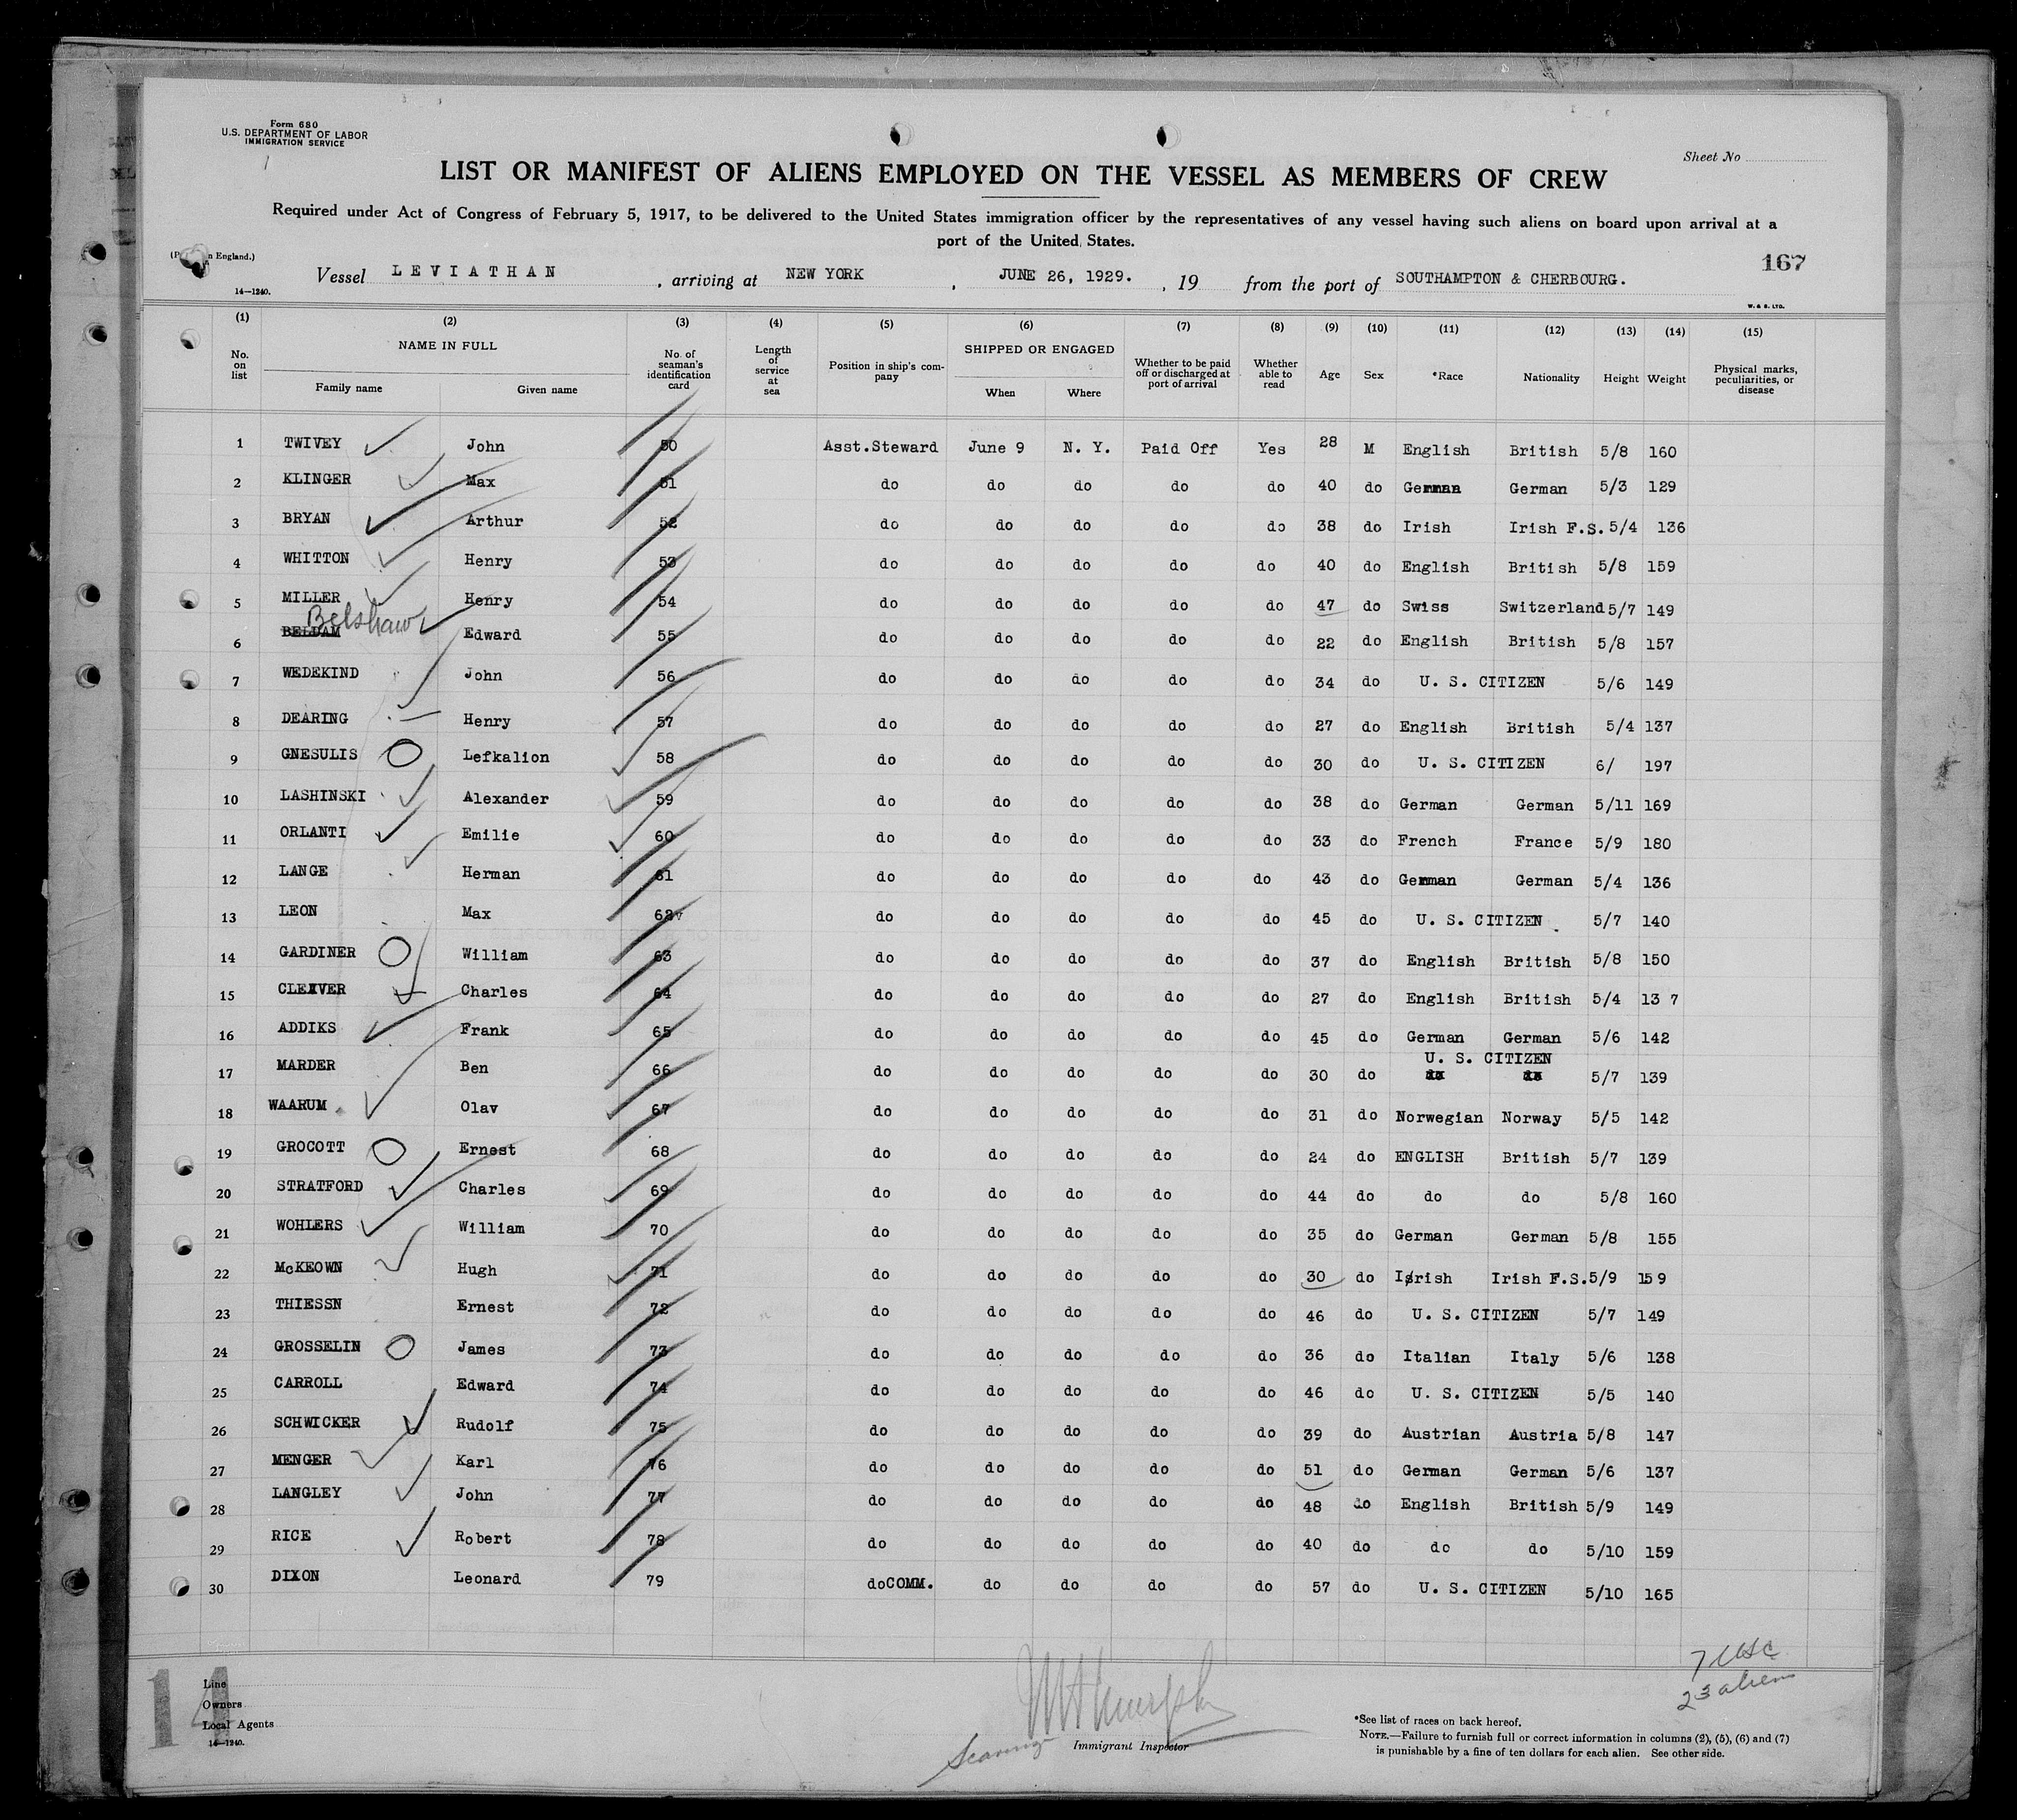 Form 680
U.S. DEPARTMENT OF LABOR
IMMIGRATION SERVICE
Sheet No
LIST OR MANIFEST OF ALIENS EMPLOYED ON THE VESSEL AS MEMBERS OF CREW
Required under Act of Congress of February 5, 1917, to be delivered to the United States immigration officer by the representatives of any vessel having such aliens on board upon arrival at a
port of the United States.
n England.)
167
Vessel LEVIATHAN , arriving at NEW YORK , JUNE 26, 1929. , 19 from the port of SOUTHAMPTON & CHERBOURG.
14—1240.
W. & S. LTD.
(1) (2) (3) (4) (5) (6) (7) (8) (9) (10) (11) (12) (13) (14) (15)
No. on list NAME IN FULL Family name Given name No. of seaman's identification card Length of service at sea Position in ship's company SHIPPED OR ENGAGED When Where Whether to be paid off or discharged at port of arrival Whether able to read Age Sex *Race Nationality Height Weight Physical marks, peculiarities, or disease
1 TWIVEY John 50 Asst.Steward June 9 N. Y. Paid Off Yes 28 M English British 5/8 160
2 KLINGER Max 51 do do do do do 40 do German German 5/3 129
3 BRYAN Arthur 52 do do do do do 38 do Irish Irish F.S. 5/4 136
4 WHITTON Henry 53 do do do do do 40 do English British 5/8 159
5 MILLER Henry 54 do do do do do 47 do Swiss Switzerland 5/7 149
Belshaw
6 BELDAM Edward 55 do do do do do 22 do English British 5/8 157
7 WEDEKIND John 56 do do do do do 34 do U. S. CITIZEN 5/6 149
8 DEARING Henry 57 do do do do do 27 do English British 5/4 137
9 GNESULIS Lefkalion 58 do do do do do 30 do U. S. CITIZEN 6/ 197
10 LASHINSKI Alexander 59 do do do do do 38 do German German 5/11 169
11 ORLANTI Emilie 60 do do do do do 33 do French France 5/9 180
12 LANGE Herman 61 do do do do do 43 do German German 5/4 136
13 LEON Max 62 do do do do do 45 do U. S. CITIZEN 5/7 140
14 GARDINER William 63 do do do do do 37 do English British 5/8 150
15 CLEAVER Charles 64 do do do do do 27 do English British 5/4 13 7
16 ADDIKS Frank 65 do do do do do 45 do German German 5/6 142
17 MARDER Ben 66 do do do do do 30 do U. S. CITIZEN do do 5/7 139
18 WAARUM Olav 67 do do do do do 31 do Norwegian Norway 5/5 142
19 GROCOTT Ernest 68 do do do do do 24 do ENGLISH British 5/7 139
20 STRATFORD Charles 69 do do do do do 44 do do do 5/8 160
21 WOHLERS William 70 do do do do do 35 do German German 5/8 155
22 McKEOWN Hugh 71 do do do do do 30 do Irish Irish F.S. 5/9 159
23 THIESSN Ernest 72 do do do do do 46 do U. S. CITIZEN 5/7 149
24 GROSSELIN James 73 do do do do do 36 do Italian Italy 5/6 138
25 CARROLL Edward 74 do do do do do 46 do U. S. CITIZEN 5/5 140
26 SCHWICKER Rudolf 75 do do do do do 39 do Austrian Austria 5/8 147
27 MENGER Karl 76 do do do do do 51 do German German 5/6 137
28 LANGLEY John 77 do do do do do 48 do English British 5/9 149
29 RICE Robert 78 do do do do do 40 do do do 5/10 159
30 DIXON Leonard 79 doCOMM. do do do do 57 do U. S. CITIZEN 5/10 165
7 USC
23 aliens
14
Line
Owners
Local Agents
14—1240.
Immigrant Inspector
*See list of races on back hereof.
NOTE.—Failure to furnish full or correct information in columns (2), (5), (6) and (7)
is punishable by a fine of ten dollars for each alien. See other side.